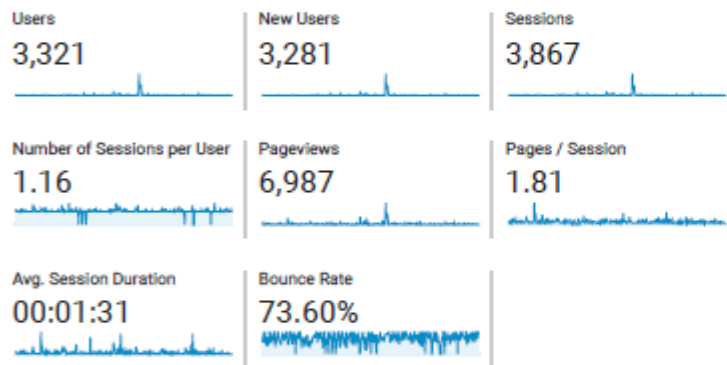 Users
3,321
New Users
3,281
Sessions
3,867
Number of Sessions per User
1.16
Pageviews
6,987
Pages / Session
1.81
Avg. Session Duration
00:01:31
Bounce Rate
73.60%